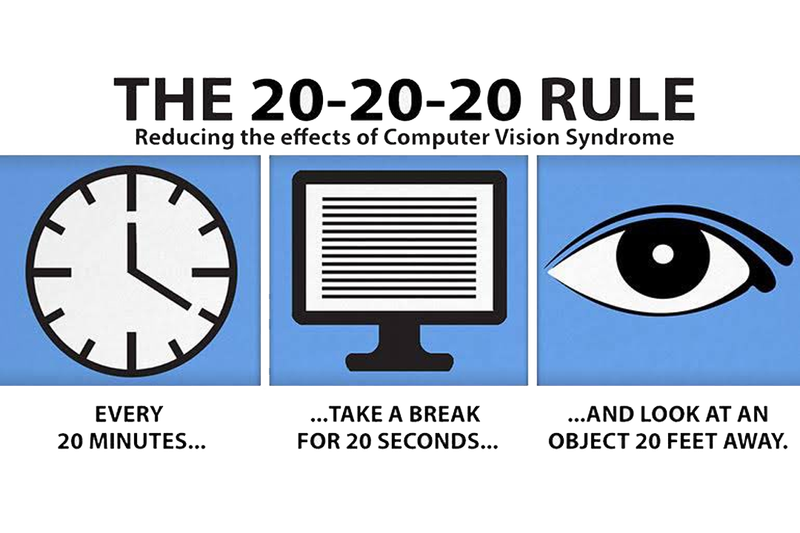 THE 20-20-20 RULE
Reducing the effects of Computer Vision Syndrome
EVERY
20 MINUTES...
...TAKE A BREAK
FOR 20 SECONDS...
...AND LOOK AT AN
OBJECT 20 FEET AWAY.